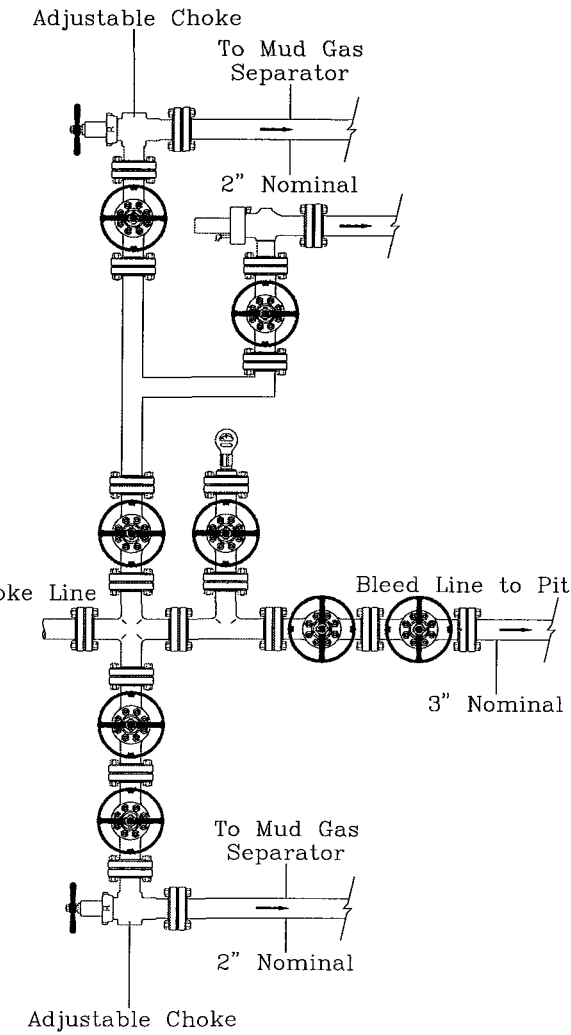 Adjustable Choke
To Mud Gas
Separator
2" Nominal
Line
Bleed Line to Pit
3" Nominal
To Mud Gas
Separator
2" Nominal
Adjustable Choke